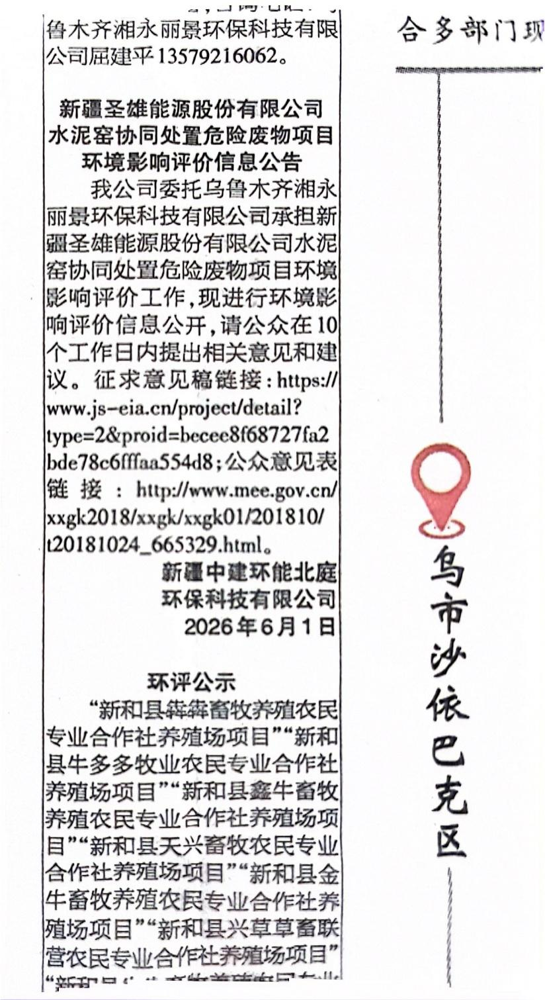 鲁木齐湘永丽景环保科技有限
公司屈建平13579216062。
新疆圣雄能源股份有限公司
水泥窑协同处置危险废物项目
环境影响评价信息公告
我公司委托乌鲁木齐湘永
丽景环保科技有限公司承担新
疆圣雄能源股份有限公司水泥
窑协同处置危险废物项目环境
影响评价工作,现进行环境影
响评价信息公开,请公众在10
个工作日内提出相关意见和建
议。征求意见稿链接:https://
www.js-eia.cn/project/detail?
type=2&proid=becee8f68727fa2
bde78c6fffaa554d8;公众意见表
链接:http://www.mee.gov.cn/
xxgk2018/xxgk/xxgk01/201810/
t20181024_665329.html。
新疆中建环能北庭
环保科技有限公司
2026年6月1日
环评公示
“新和县犇犇畜牧养殖农民
专业合作社养殖场项目”“新和
县牛多多牧业农民专业合作社
养殖场项目”“新和县鑫牛畜牧
养殖农民专业合作社养殖场项
目”“新和县天兴畜牧农民专业
合作社养殖场项目”“新和县金
牛畜牧养殖农民专业合作社养
殖场项目”“新和县兴草草畜联
营农民专业合作社养殖场项目”
合多部门现
乌市沙依巴克区